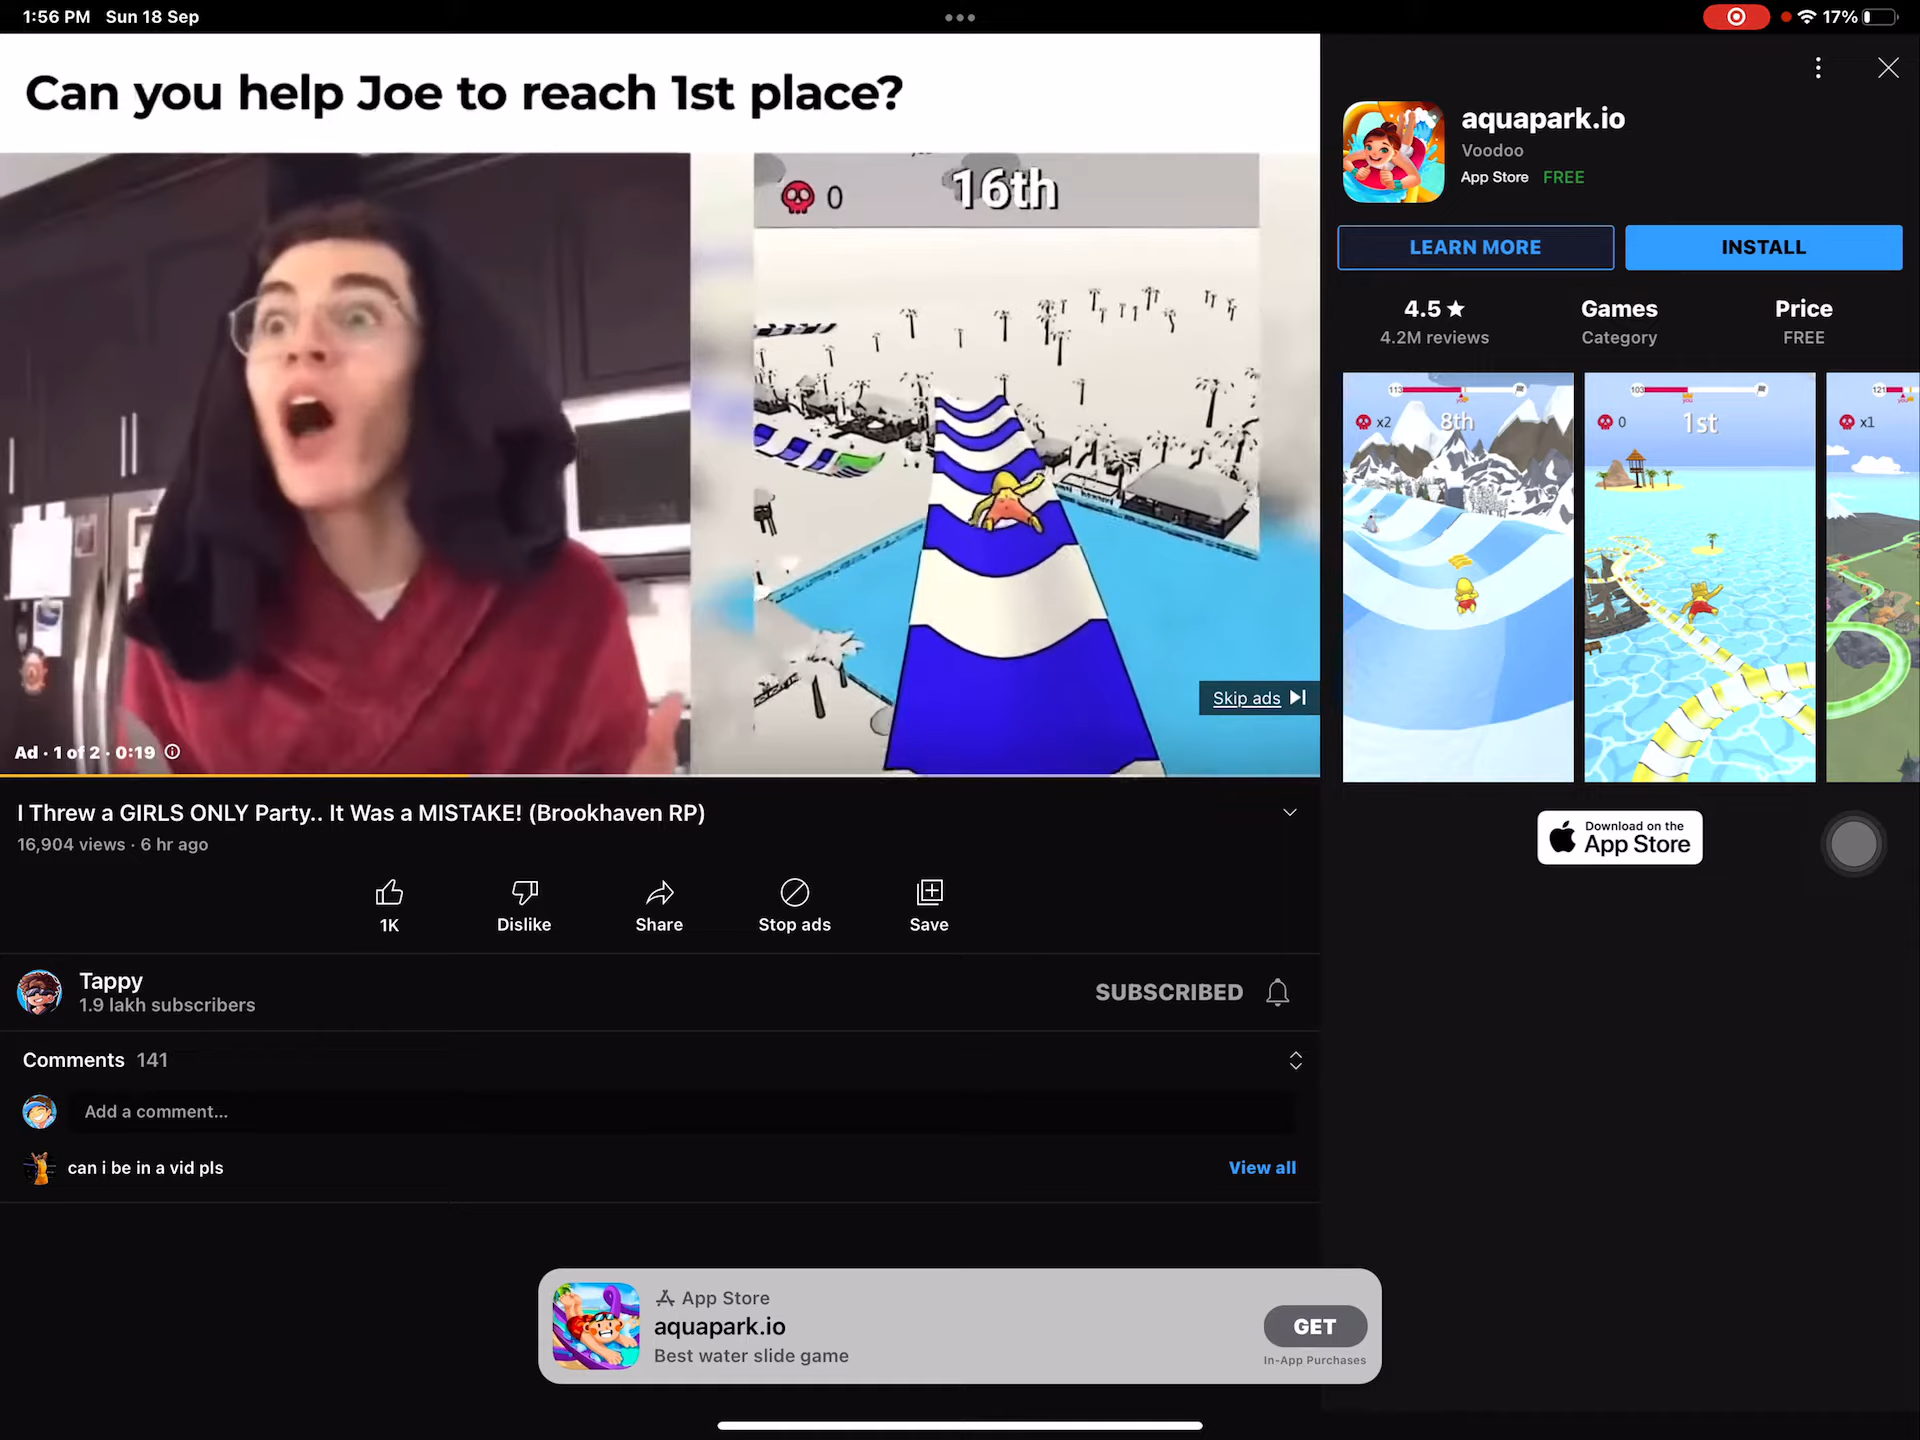 1:56 PM Sun 18 Sep
17%
Can you help Joe to reach 1st place?
0
16th
Skip ads
Ad · 1 of 2 · 0:19
aquapark.io
Voodoo
App Store FREE
LEARN MORE
INSTALL
4.5 ★
4.2M reviews
Games
Category
Price
FREE
113
x2
8th
103
0
1st
121
x1
Download on the
App Store
I Threw a GIRLS ONLY Party.. It Was a MISTAKE! (Brookhaven RP)
16,904 views · 6 hr ago
1K
Dislike
Share
Stop ads
Save
Tappy
1.9 lakh subscribers
SUBSCRIBED
Comments 141
Add a comment...
can i be in a vid pls
View all
App Store
aquapark.io
Best water slide game
GET
In-App Purchases